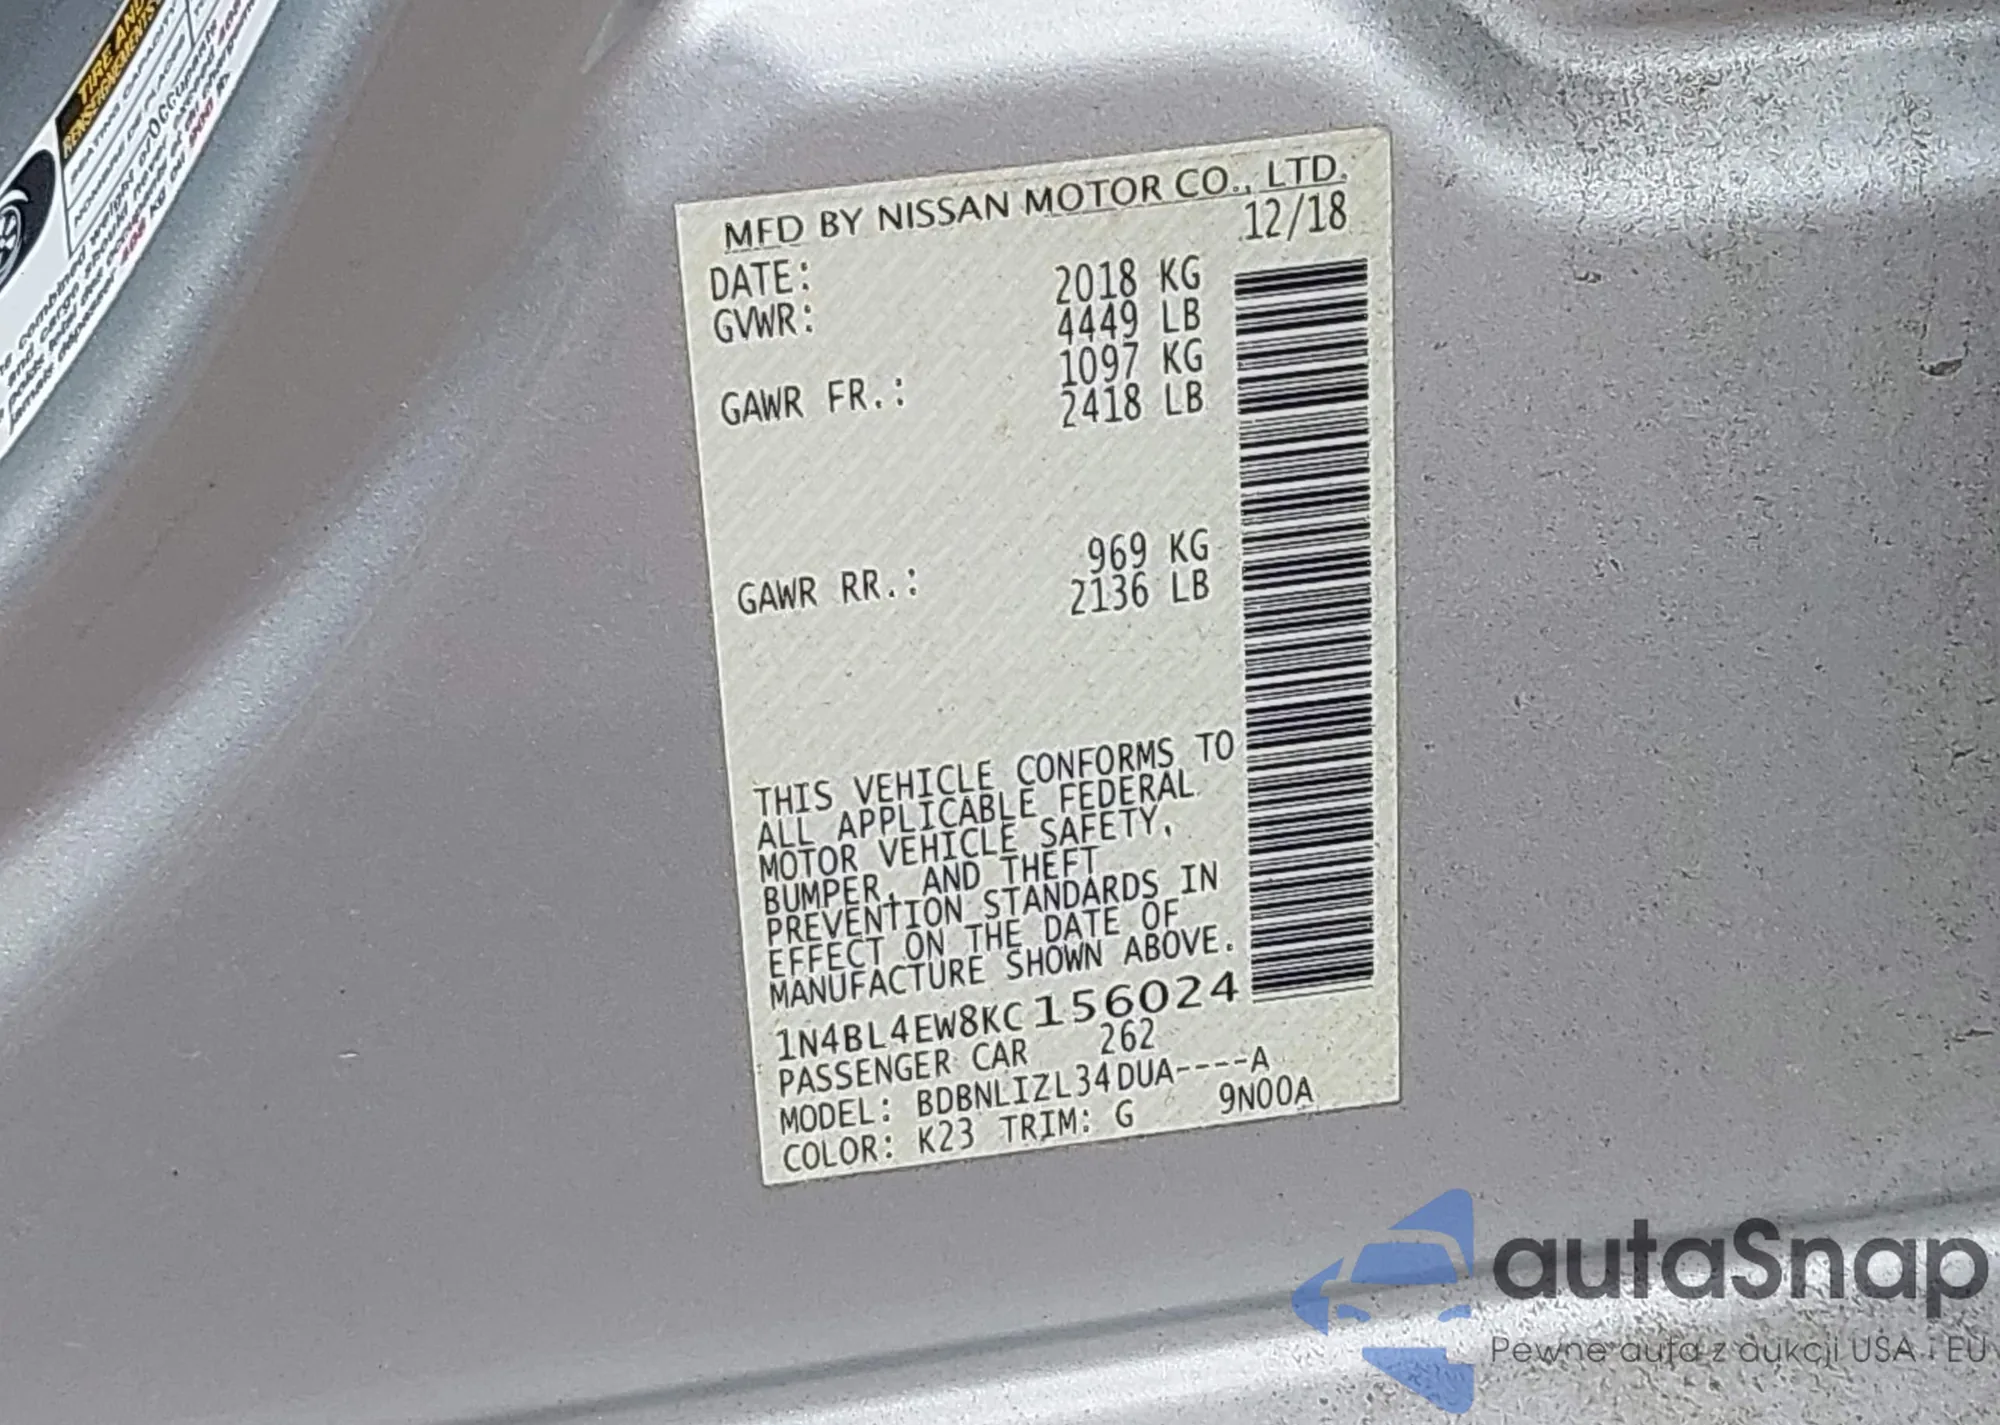 TIRE AND
RENSEIGNEMENTS
MFD BY NISSAN MOTOR CO., LTD.
12/18
DATE:
2018 KG
GVWR:
4449 LB
1097 KG
GAWR FR.:
2418 LB
969 KG
GAWR RR.:
2136 LB
THIS VEHICLE CONFORMS TO
ALL APPLICABLE FEDERAL
MOTOR VEHICLE SAFETY,
BUMPER, AND THEFT
PREVENTION STANDARDS IN
EFFECT ON THE DATE OF
MANUFACTURE SHOWN ABOVE.
1N4BL4EW8KC156024
PASSENGER CAR 262
MODEL: BDBNLIZL34DUA----A
COLOR: K23 TRIM: G 9N00A
autaSnap
Pewne auta z aukcji USA i EU